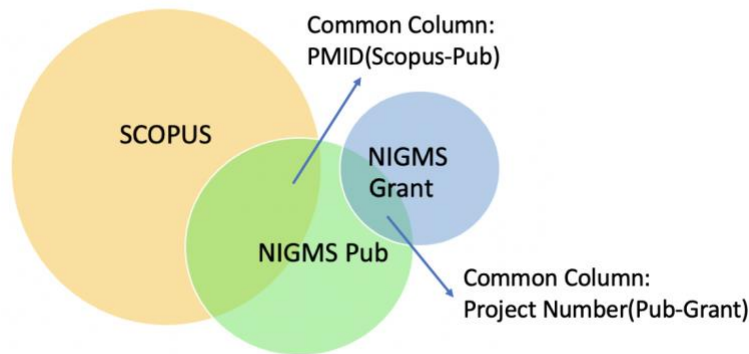 Common Column:
PMID(Scopus-Pub)
SCOPUS
NIGMS
Grant
NIGMS Pub
Common Column:
Project Number(Pub-Grant)